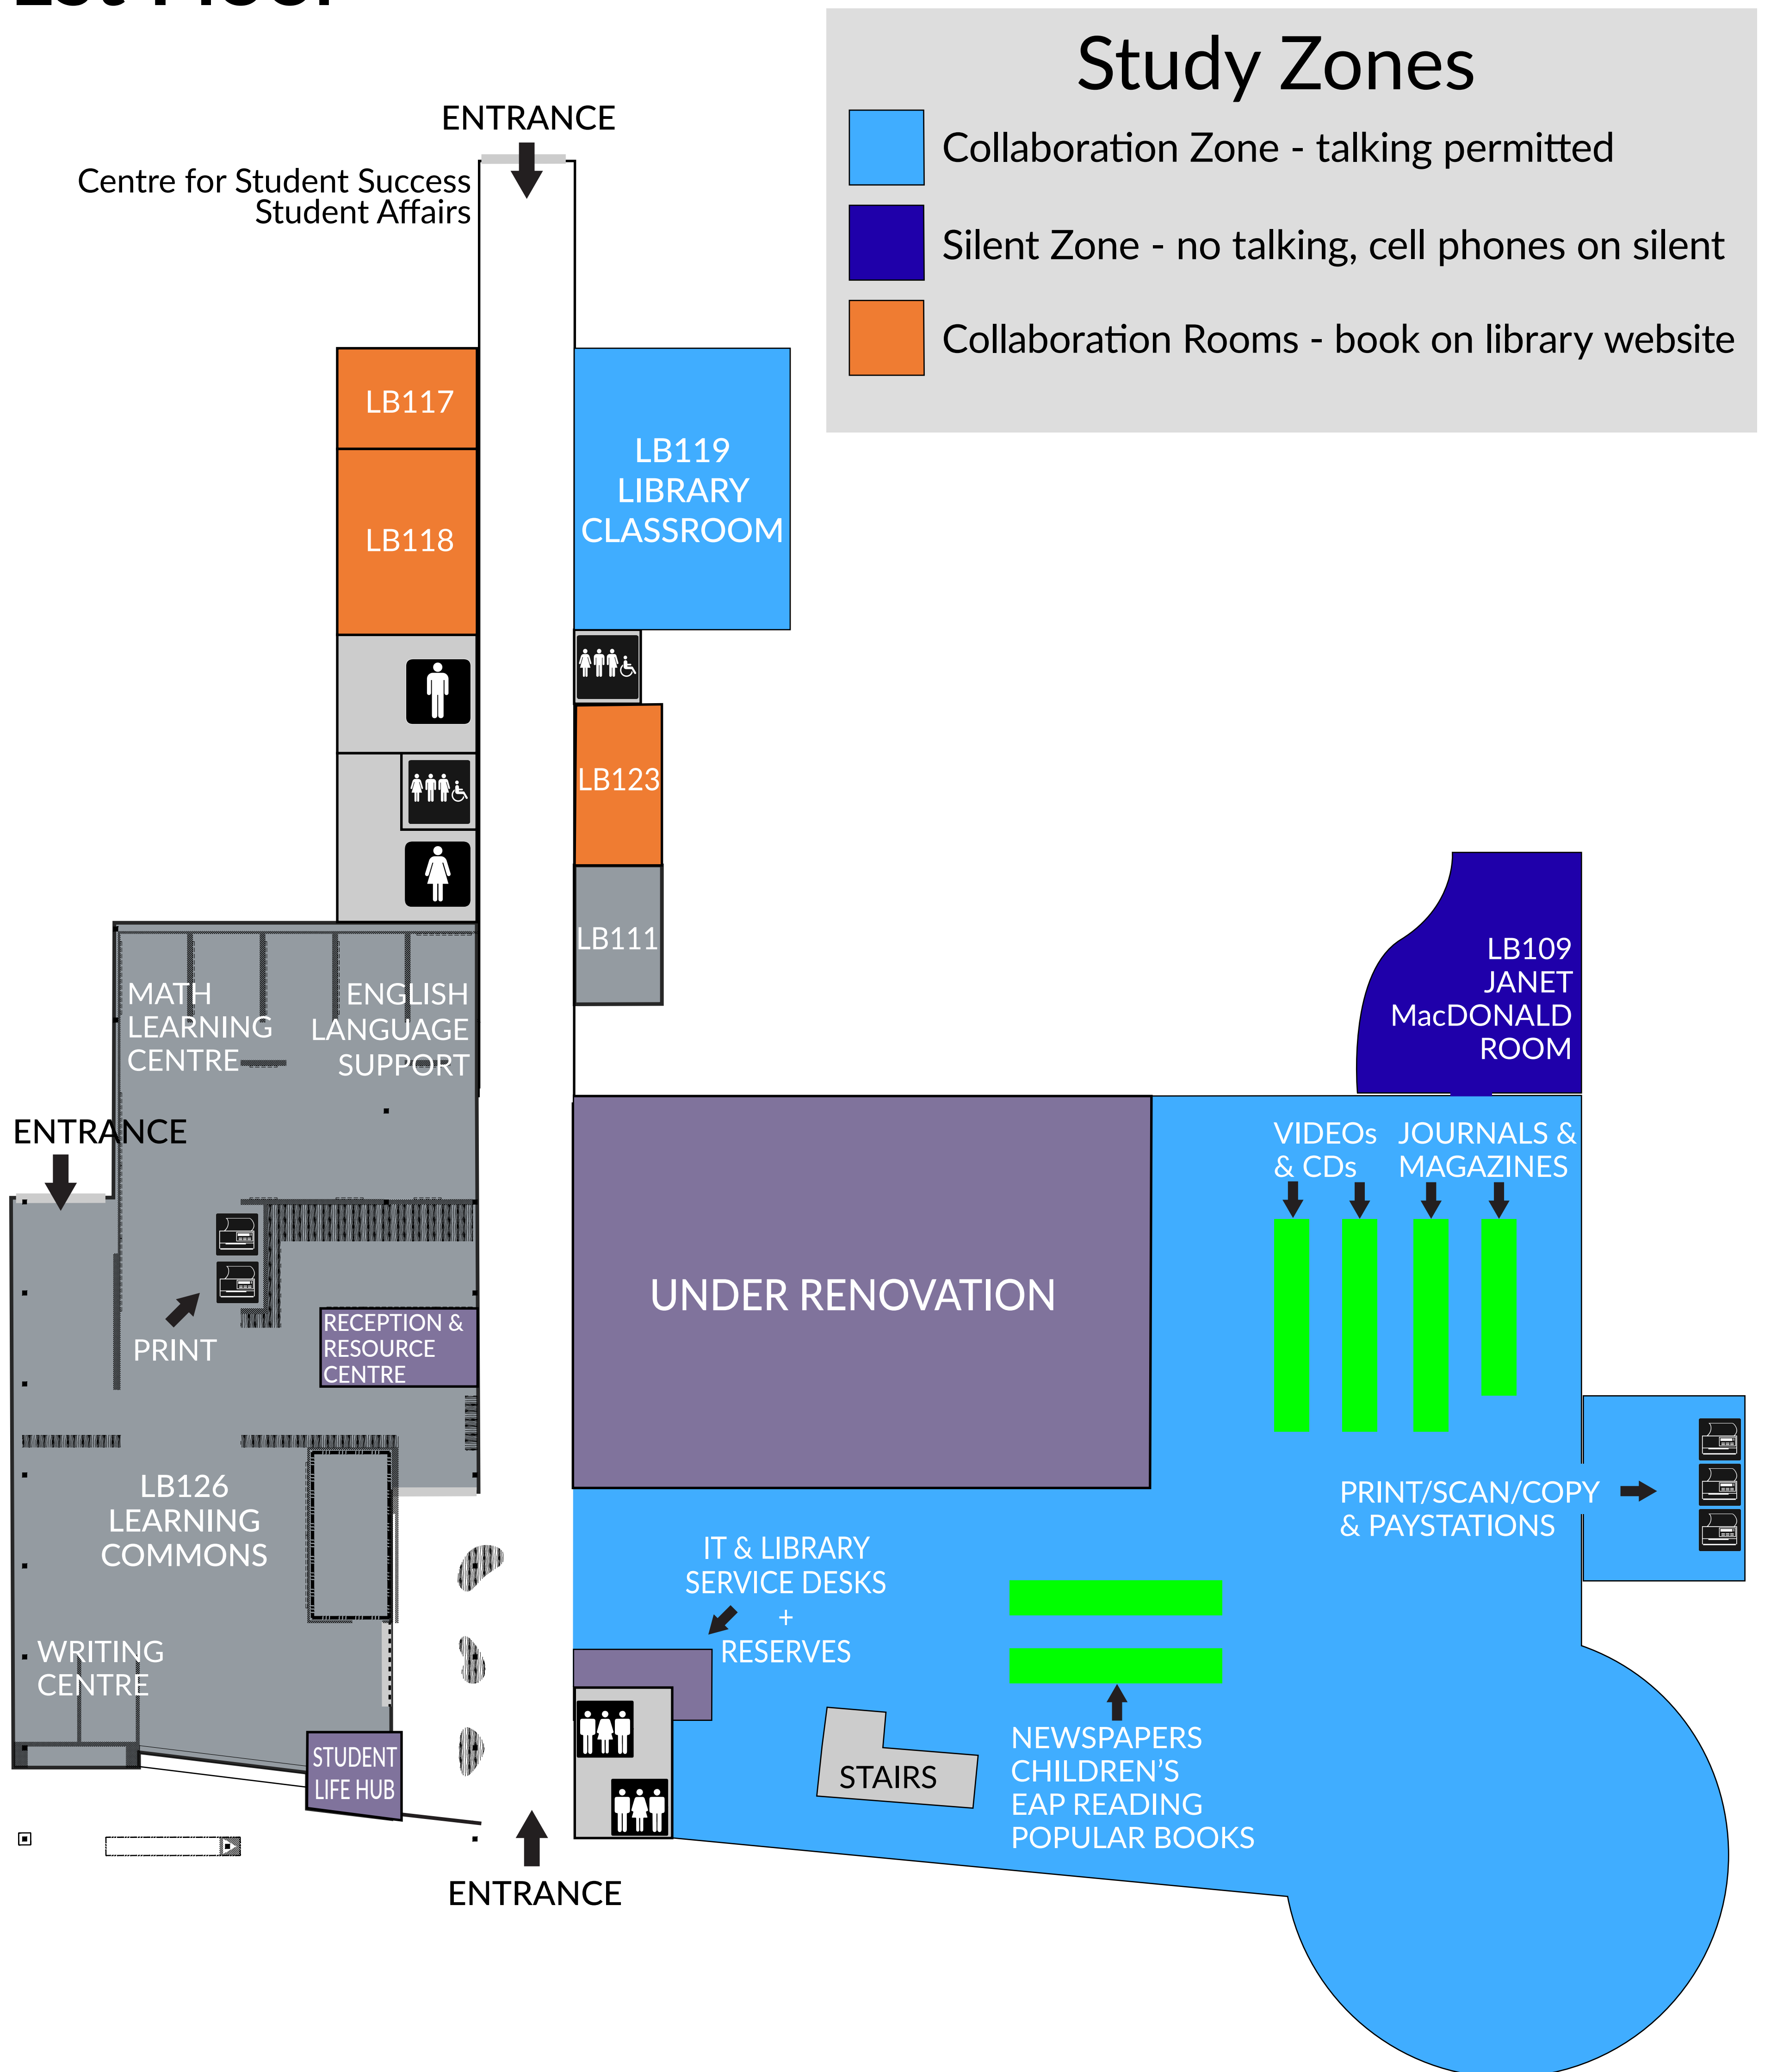 Study Zones
Collaboration Zone - talking permitted
Silent Zone - no talking, cell phones on silent
Collaboration Rooms - book on library website
ENTRANCE
Centre for Student Success
Student Affairs
LB117
LB118
LB119
LIBRARY
CLASSROOM
LB123
LB111
LB109
JANET
MacDONALD
ROOM
MATH
LEARNING
CENTRE
ENGLISH
LANGUAGE
SUPPORT
ENTRANCE
VIDEOs
& CDs
JOURNALS &
MAGAZINES
UNDER RENOVATION
PRINT
RECEPTION &
RESOURCE
CENTRE
LB126
LEARNING
COMMONS
PRINT/SCAN/COPY
& PAYSTATIONS
IT & LIBRARY
SERVICE DESKS
+
RESERVES
WRITING
CENTRE
STUDENT
LIFE HUB
STAIRS
NEWSPAPERS
CHILDREN'S
EAP READING
POPULAR BOOKS
ENTRANCE